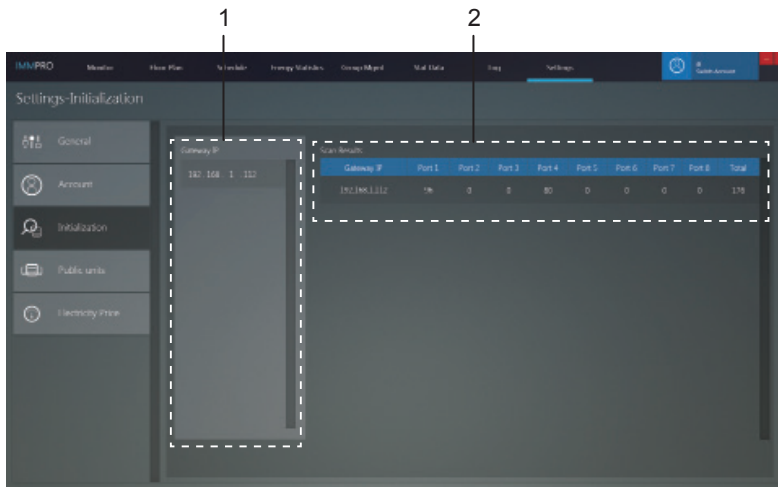 1 2
IMMPRO Monitor Floor Plan Schedule Energy Statistics Group Mgmt Stat Data Log Settings Switch Account
Settings-Initialization
General
Account
Initialization
Public units
Electricity Price
Gateway IP
192 .168 . 1 .112
Scan Results
Gateway IP Port 1 Port 2 Port 3 Port 4 Port 5 Port 6 Port 7 Port 8 Total
192.168.1.112 96 0 0 80 0 0 0 0 176